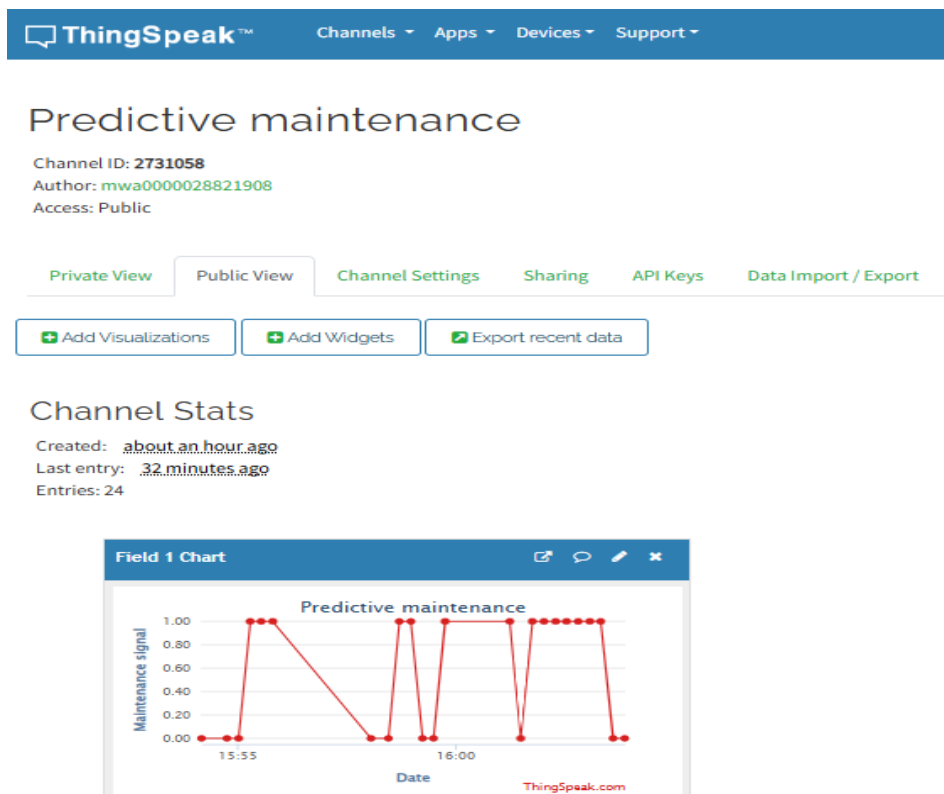 ThingSpeak™ Channels Apps Devices Support
Predictive maintenance
Channel ID: 2731058
Author: mwa0000028821908
Access: Public
Private View Public View Channel Settings Sharing API Keys Data Import / Export
Add Visualizations Add Widgets Export recent data
Channel Stats
Created: about an hour ago
Last entry: 32 minutes ago
Entries: 24
Field 1 Chart
Predictive maintenance
Maintenance signal
1.00
0.80
0.60
0.40
0.20
0.00
15:55 16:00
Date
ThingSpeak.com